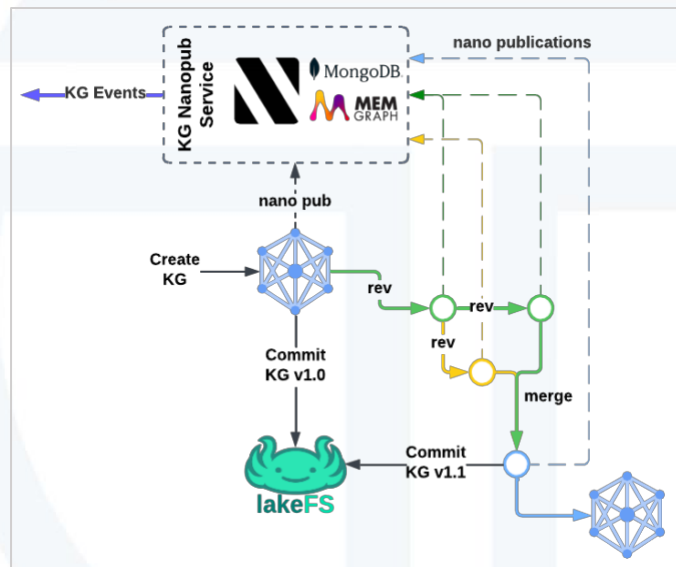 nano publications
KG Events
KG Nanopub
Service
MongoDB.
MEM
GRAPH
nano pub
Create
KG
rev
rev
rev
Commit
KG v1.0
merge
Commit
KG v1.1
lakeFS